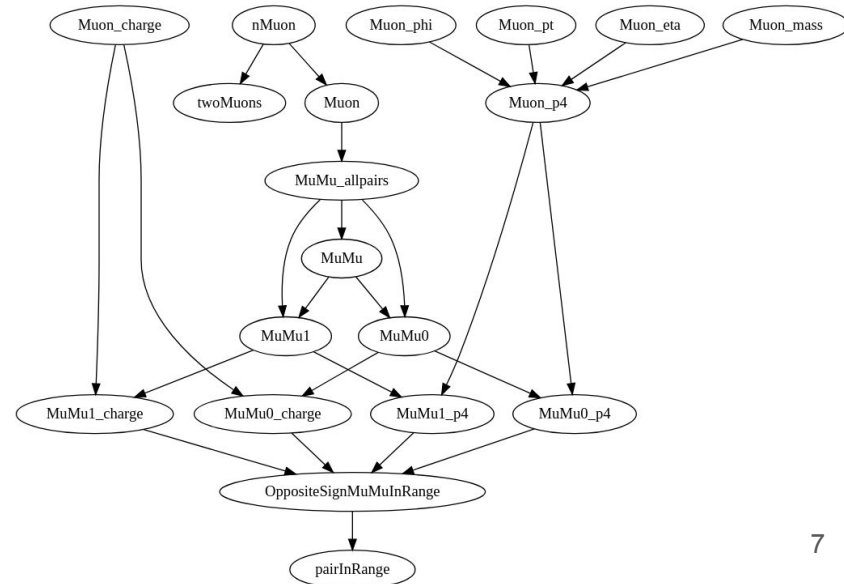 Muon_charge
nMuon
Muon_phi
Muon_pt
Muon_eta
Muon_mass
twoMuons
Muon
Muon_p4
MuMu_allpairs
MuMu
MuMu1
MuMu0
MuMu1_charge
MuMu0_charge
MuMu1_p4
MuMu0_p4
OppositeSignMuMuInRange
pairInRange
7